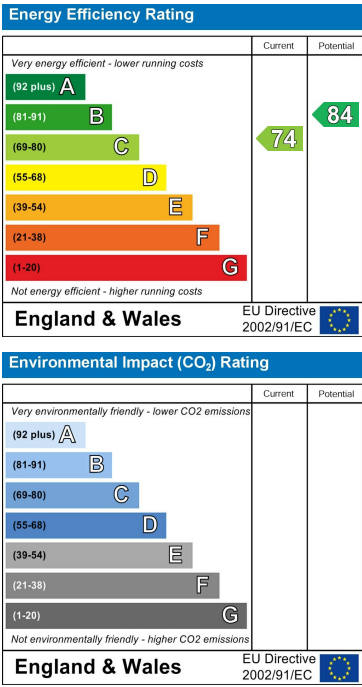 Energy Efficiency Rating
Current Potential
Very energy efficient - lower running costs
(92 plus) A
(81-91) B
(69-80) C
(55-68) D
(39-54) E
(21-38) F
(1-20) G
74
84
Not energy efficient - higher running costs
England & Wales
EU Directive
2002/91/EC
Environmental Impact (CO₂) Rating
Current Potential
Very environmentally friendly - lower CO2 emissions
(92 plus) A
(81-91) B
(69-80) C
(55-68) D
(39-54) E
(21-38) F
(1-20) G
Not environmentally friendly - higher CO2 emissions
England & Wales
EU Directive
2002/91/EC